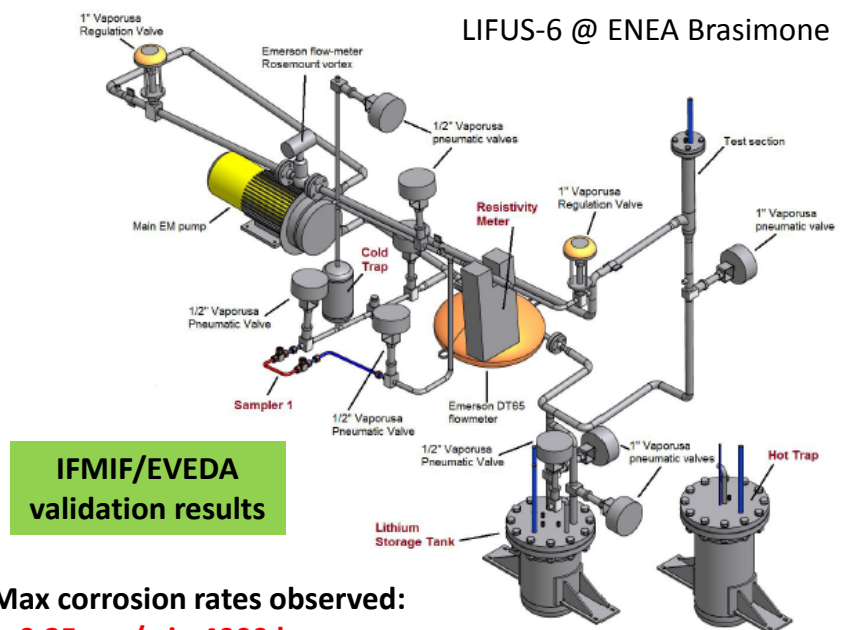 LIFUS-6 @ ENEA Brasimone
1" Vaporusa
Regulation Valve
Emerson flow-meter
Rosemount vortex
1/2" Vaporusa
pneumatic valves
Test section
Resistivity
Meter
1" Vaporusa
Regulation Valve
1" Vaporusa
pneumatic valve
Main EM pump
Cold
Trap
1/2" Vaporusa
Pneumatic Valve
Sampler 1
1/2" Vaporusa
Pneumatic Valve
Emerson DT65
flowmeter
1/2" Vaporusa
Pneumatic Valve
1" Vaporusa
pneumatic valves
Hot Trap
IFMIF/EVEDA
validation results
Lithium
Storage Tank
Max corrosion rates observed: